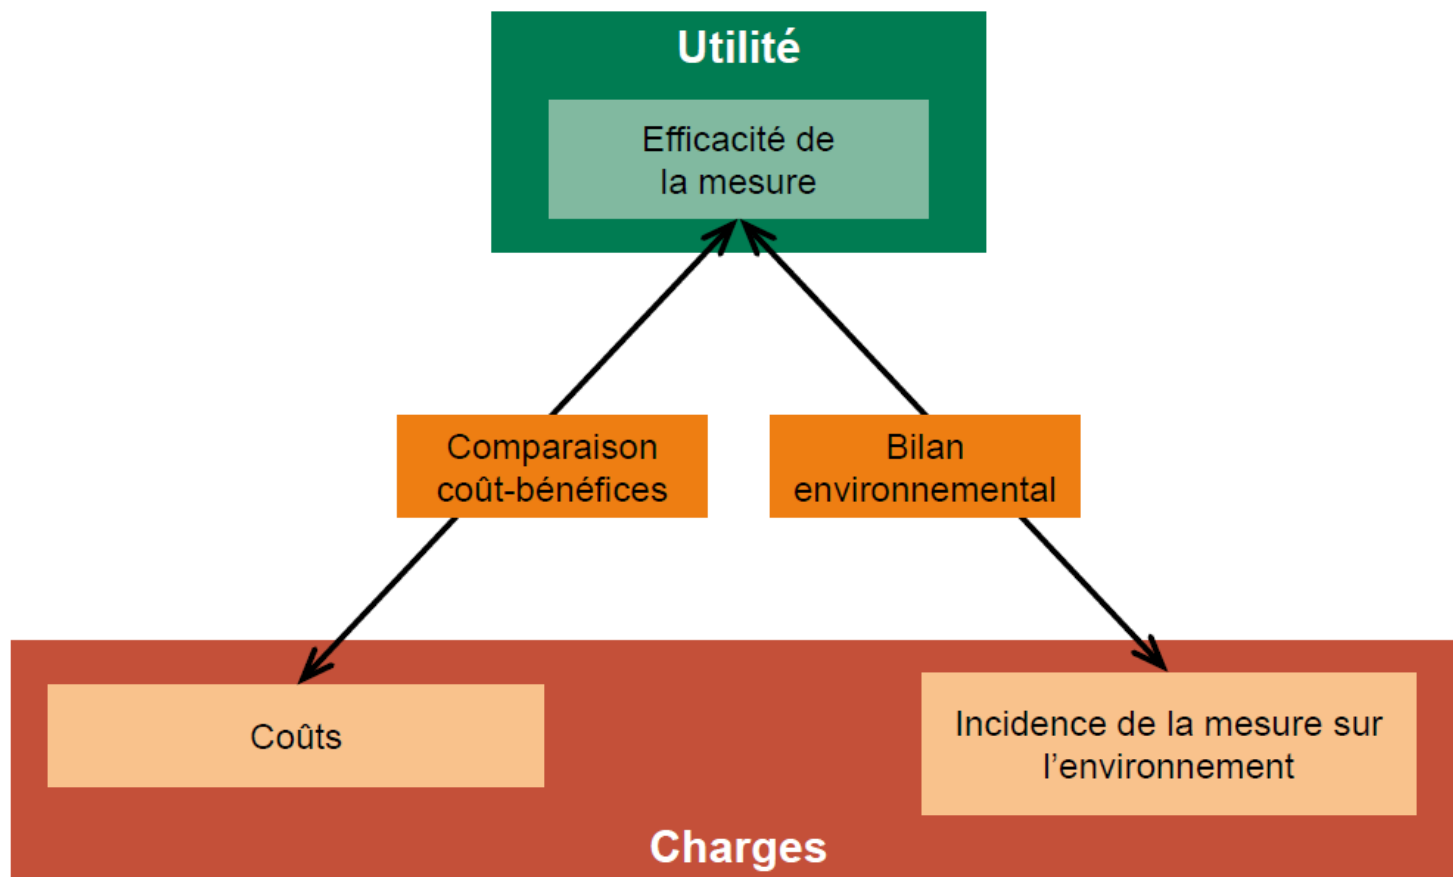 Utilité
Efficacité de
la mesure
Comparaison
coût-bénéfices
Bilan
environnemental
Coûts
Incidence de la mesure sur
l’environnement
Charges